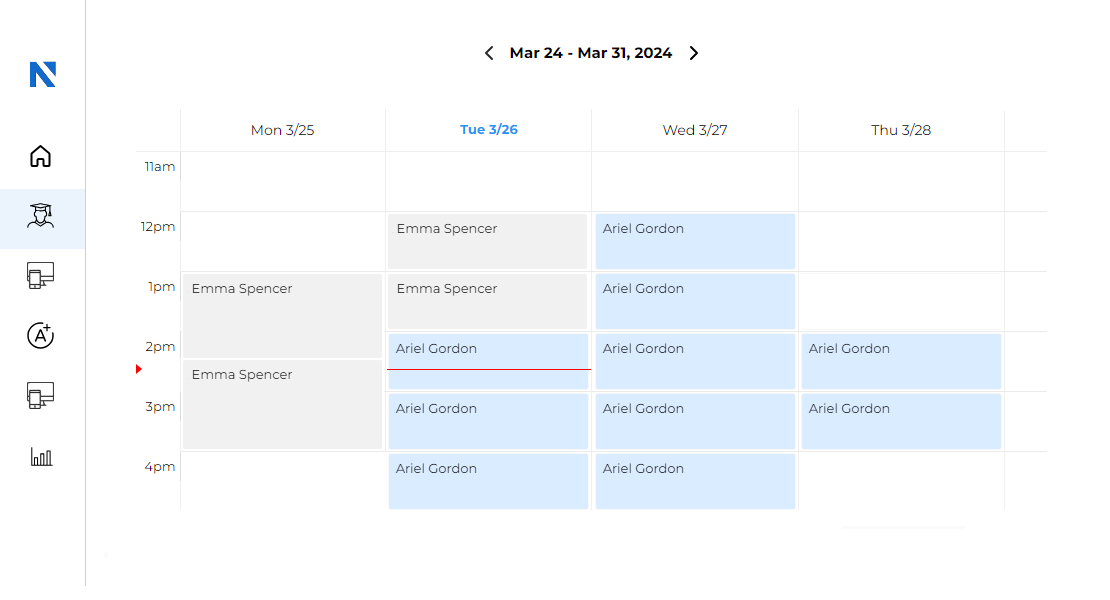 Mar 24 - Mar 31, 2024
Mon 3/25 Tue 3/26 Wed 3/27 Thu 3/28
11am
12pm Emma Spencer Ariel Gordon
1pm Emma Spencer Emma Spencer Ariel Gordon
2pm Ariel Gordon Ariel Gordon Ariel Gordon
Emma Spencer
3pm Ariel Gordon Ariel Gordon Ariel Gordon
4pm Ariel Gordon Ariel Gordon
N
A+